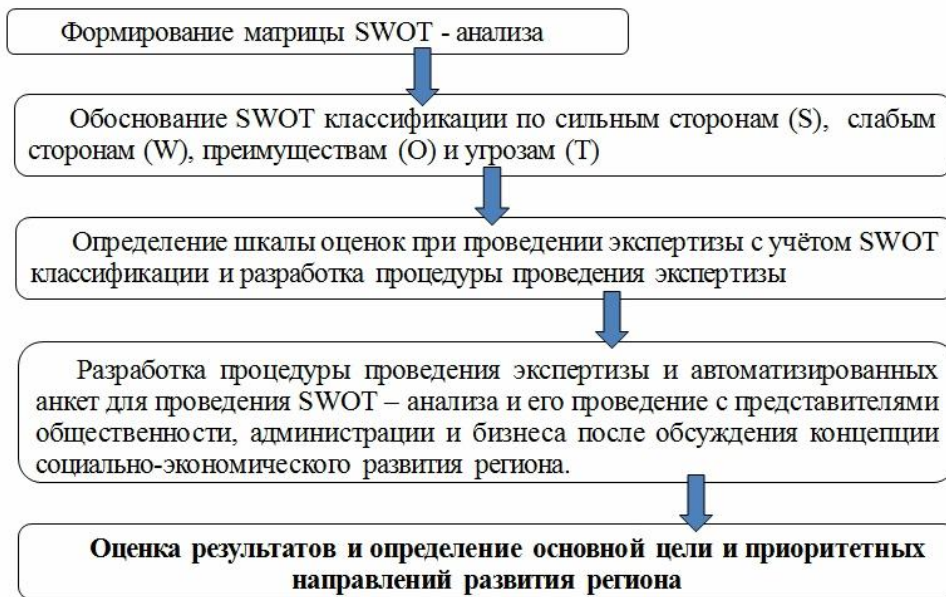 Формирование матрицы SWOT - анализа
Обоснование SWOT классификации по сильным сторонам (S), слабым
сторонам (W), преимуществам (O) и угрозам (T)
Определение шкалы оценок при проведении экспертизы с учётом SWOT
классификации и разработка процедуры проведения экспертизы
Разработка процедуры проведения экспертизы и автоматизированных
анкет для проведения SWOT – анализа и его проведение с представителями
общественности, администрации и бизнеса после обсуждения концепции
социально-экономического развития региона.
Оценка результатов и определение основной цели и приоритетных
направлений развития региона